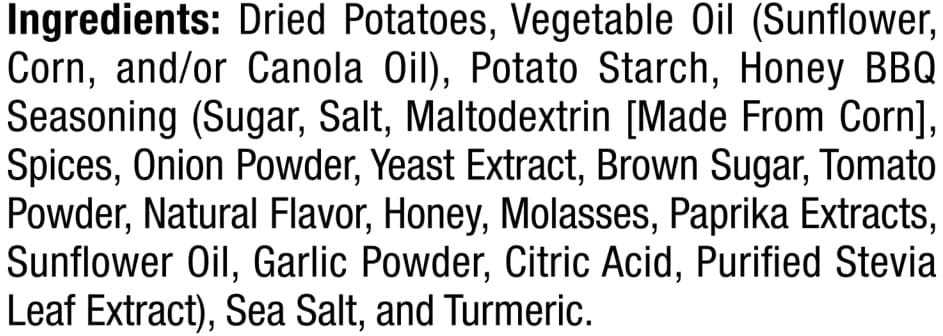 Ingredients: Dried Potatoes, Vegetable Oil (Sunflower,
Corn, and/or Canola Oil), Potato Starch, Honey BBQ
Seasoning (Sugar, Salt, Maltodextrin [Made From Corn],
Spices, Onion Powder, Yeast Extract, Brown Sugar, Tomato
Powder, Natural Flavor, Honey, Molasses, Paprika Extracts,
Sunflower Oil, Garlic Powder, Citric Acid, Purified Stevia
Leaf Extract), Sea Salt, and Turmeric.